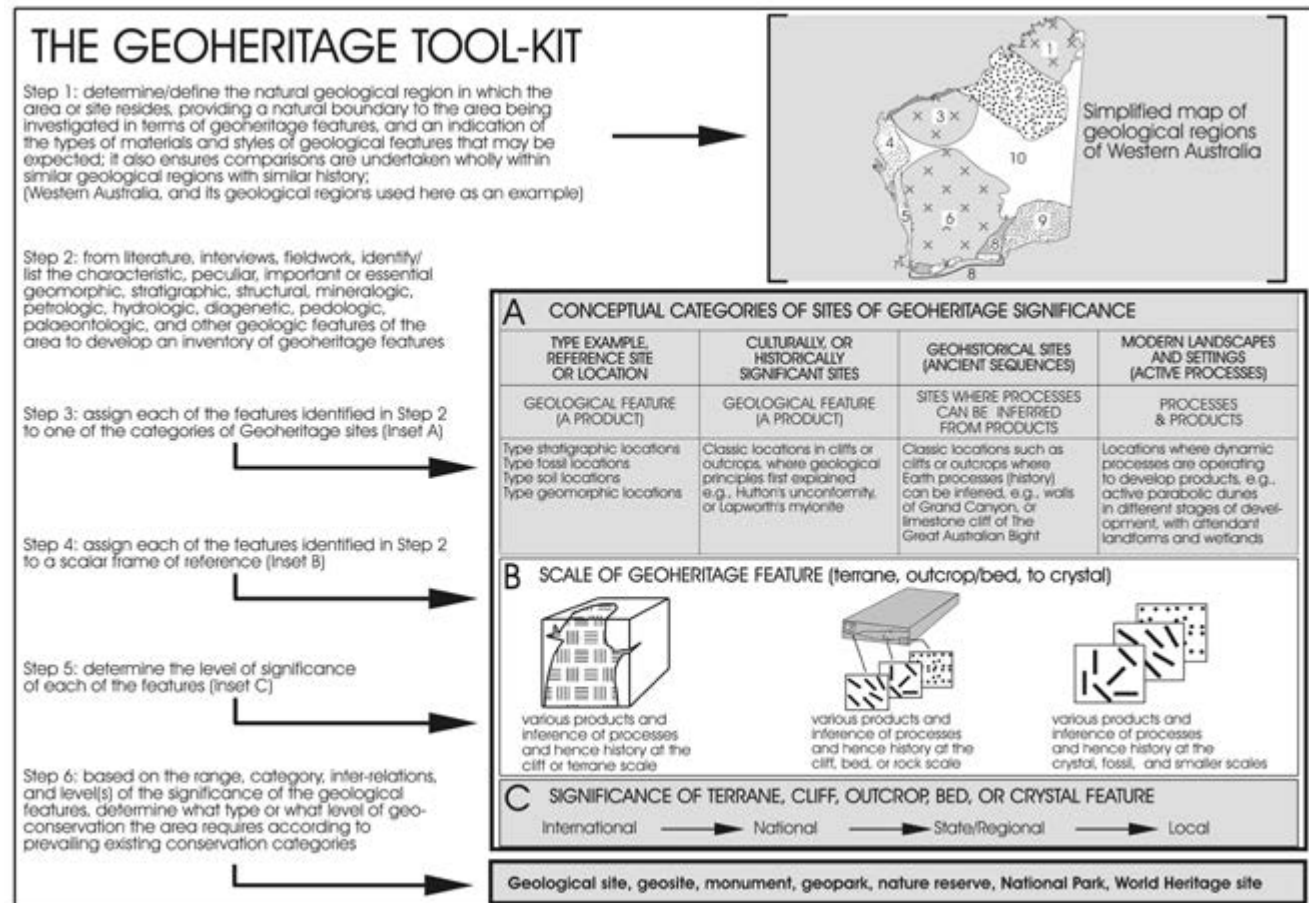 THE GEOHERITAGE TOOL-KIT
Step 1: determine/define the natural geological region in which the
area or site resides, providing a natural boundary to the area being
investigated in terms of geoheritage features, and an indication of
the types of materials and styles of geological features that may be
expected; it also ensures comparisons are undertaken wholly within
similar geological regions with similar history;
(Western Australia, and its geological regions used here as an example)
1
2
3
4
10
5
6
9
8
8
Simplified map of
geological regions
of Western Australia
Step 2: from literature, interviews, fieldwork, identify/
list the characteristic, peculiar, important or essential
geomorphic, stratigraphic, structural, mineralogic,
petrologic, hydrologic, diagenetic, pedologic,
palaeontologic, and other geologic features of the
area to develop an inventory of geoheritage features
Step 3: assign each of the features identified in Step 2
to one of the categories of Geoheritage sites (Inset A)
Step 4: assign each of the features identified in Step 2
to a scalar frame of reference (Inset B)
Step 5: determine the level of significance
of each of the features (Inset C)
Step 6: based on the range, category, inter-relations,
and level(s) of the significance of the geological
features, determine what type or what level of geo-
conservation the area requires according to
prevailing existing conservation categories
A CONCEPTUAL CATEGORIES OF SITES OF GEOHERITAGE SIGNIFICANCE
TYPE EXAMPLE,
REFERENCE SITE
OR LOCATION
CULTURALLY, OR
HISTORICALLY
SIGNIFICANT SITES
GEOHISTORICAL SITES
(ANCIENT SEQUENCES)
MODERN LANDSCAPES
AND SETTINGS
(ACTIVE PROCESSES)
GEOLOGICAL FEATURE
(A PRODUCT)
GEOLOGICAL FEATURE
(A PRODUCT)
SITES WHERE PROCESSES
CAN BE INFERRED
FROM PRODUCTS
PROCESSES
& PRODUCTS
Type stratigraphic locations
Type fossil locations
Type soil locations
Type geomorphic locations
Classic locations in cliffs or
outcrops, where geological
principles first explained
e.g., Hutton's unconformity,
or Lapworth's mylonite
Classic locations such as
cliffs or outcrops where
Earth processes (history)
can be inferred, e.g., walls
of Grand Canyon, or
limestone cliff of The
Great Australian Bight
Locations where dynamic
processes are operating
to develop products, e.g.,
active parabolic dunes
in different stages of devel-
opment, with attendant
landforms and wetlands
B SCALE OF GEOHERITAGE FEATURE (terrane, outcrop/bed, to crystal)
various products and
inference of processes
and hence history at the
cliff or terrane scale
various products and
inference of processes
and hence history at the
cliff, bed, or rock scale
various products and
inference of processes
and hence history at the
crystal, fossil, and smaller scales
C SIGNIFICANCE OF TERRANE, CLIFF, OUTCROP, BED, OR CRYSTAL FEATURE
International National State/Regional Local
Geological site, geosite, monument, geopark, nature reserve, National Park, World Heritage site